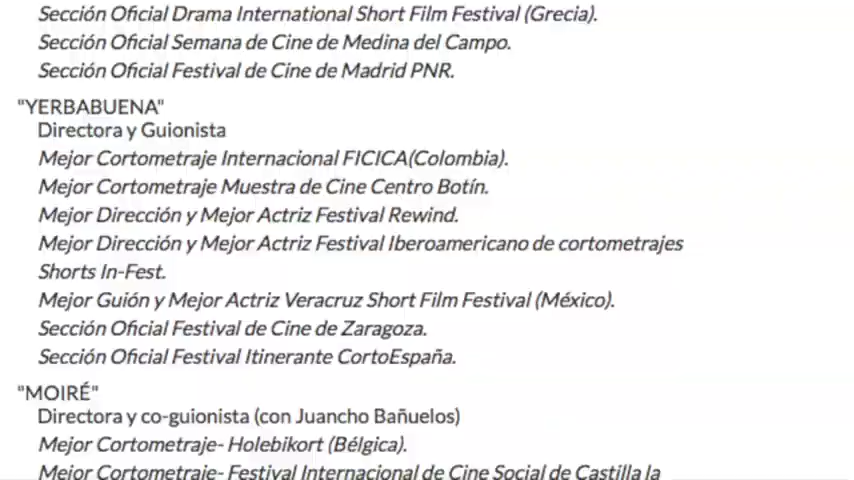 Sección Oficial Drama International Short Film Festival (Grecia).
Sección Oficial Semana de Cine de Medina del Campo.
Sección Oficial Festival de Cine de Madrid PNR.
"YERBABUENA"
Directora y Guionista
Mejor Cortometraje Internacional FICICA(Colombia).
Mejor Cortometraje Muestra de Cine Centro Botín.
Mejor Dirección y Mejor Actriz Festival Rewind.
Mejor Dirección y Mejor Actriz Festival Iberoamericano de cortometrajes
Shorts In-Fest.
Mejor Guión y Mejor Actriz Veracruz Short Film Festival (México).
Sección Oficial Festival de Cine de Zaragoza.
Sección Oficial Festival Itinerante CortoEspaña.
"MOIRÉ"
Directora y co-guionista (con Juancho Bañuelos)
Mejor Cortometraje- Holebikort (Bélgica).
Mejor Cortometraje- Festival Internacional de Cine Social de Castilla la